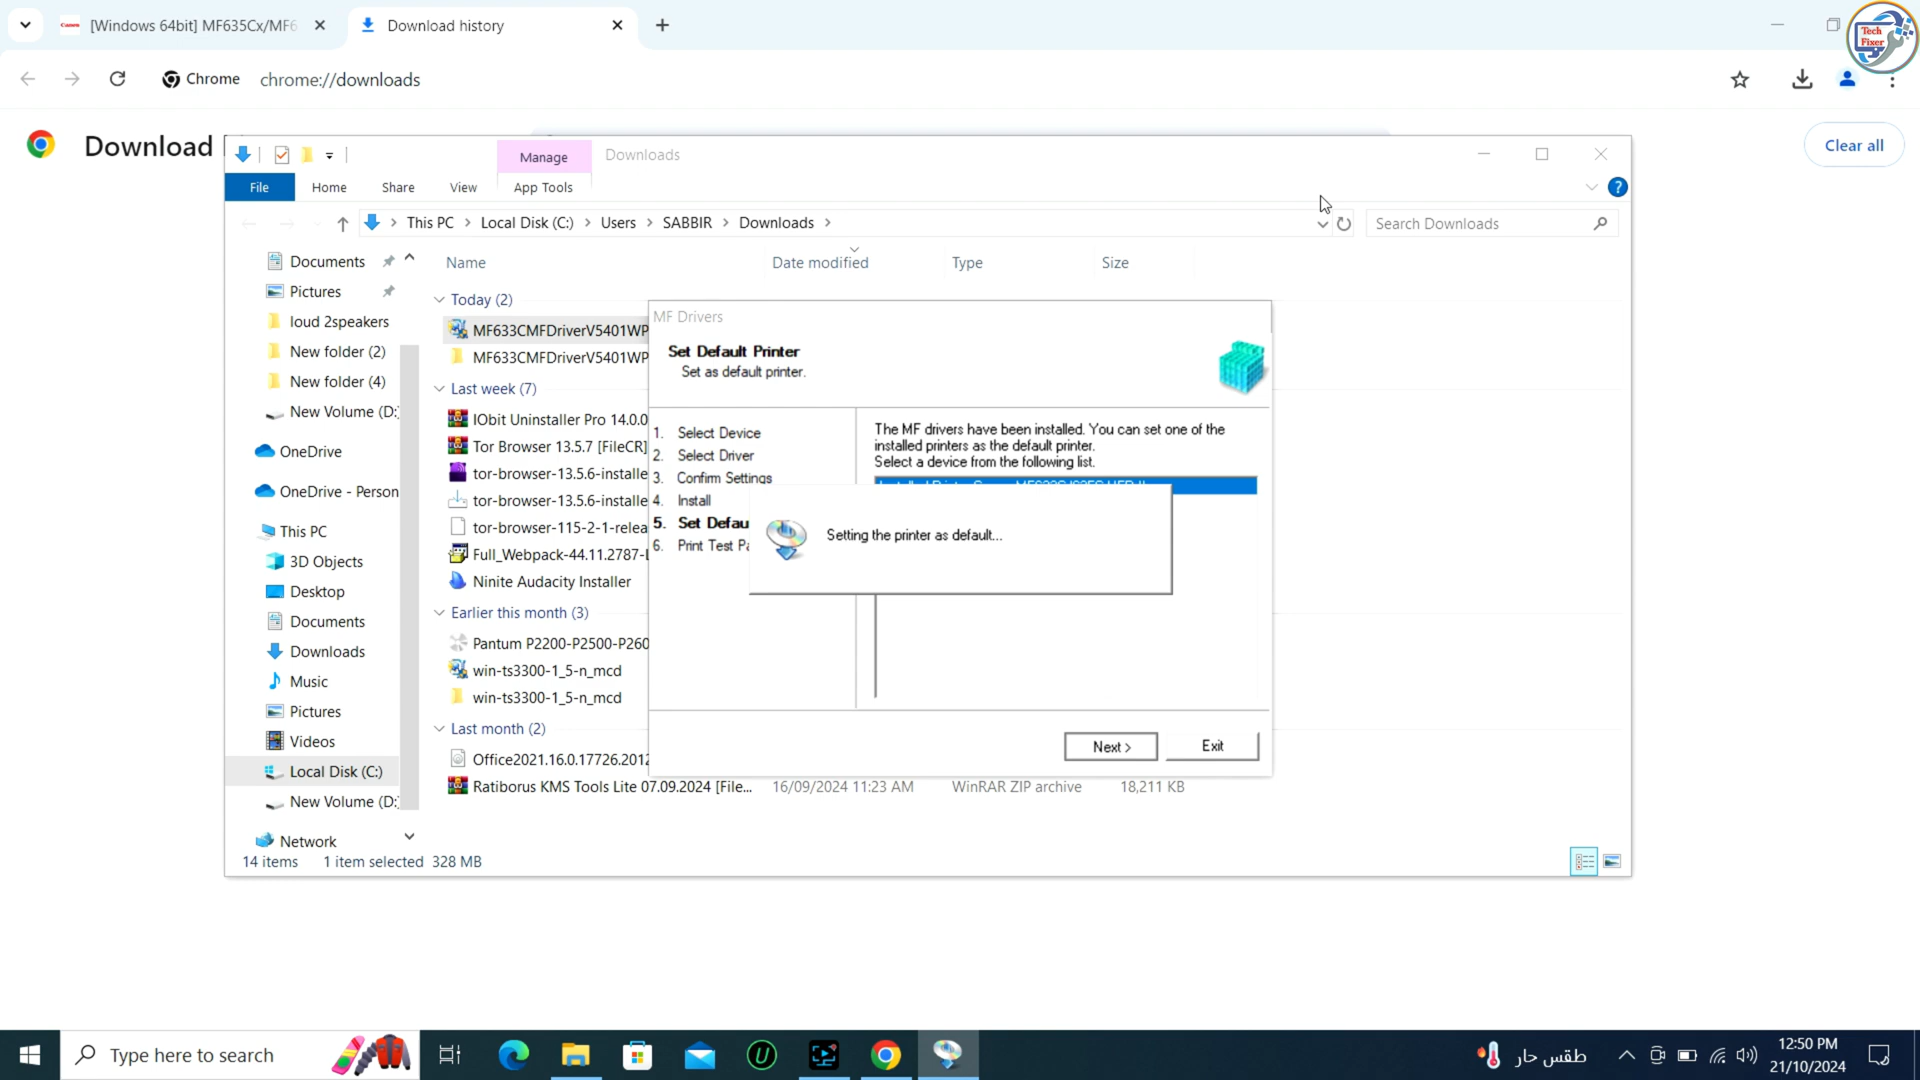 Canon [Windows 64bit] MF635Cx/MF6
Download history
Tech Fixer
Chrome chrome://downloads
Download
Clear all
Manage Downloads
File Home Share View App Tools
This PC > Local Disk (C:) > Users > SABBIR > Downloads >
Search Downloads
Name Date modified Type Size
Documents
Pictures
loud 2speakers
New folder (2)
New folder (4)
New Volume (D:)
OneDrive
OneDrive - Person
This PC
3D Objects
Desktop
Documents
Downloads
Music
Pictures
Videos
Local Disk (C:)
New Volume (D:)
Network
Today (2)
MF633CMFDriverV5401WP
MF633CMFDriverV5401WP
Last week (7)
IObit Uninstaller Pro 14.0.0
Tor Browser 13.5.7 [FileCR]
tor-browser-13.5.6-installe
tor-browser-13.5.6-installe
tor-browser-115-2-1-relea
Full_Webpack-44.11.2787-
Ninite Audacity Installer
Earlier this month (3)
Pantum P2200-P2500-P260
win-ts3300-1_5-n_mcd
win-ts3300-1_5-n_mcd
Last month (2)
Office2021.16.0.17726.2012
Ratiborus KMS Tools Lite 07.09.2024 [File... 16/09/2024 11:23 AM WinRAR ZIP archive 18,211 KB
MF Drivers
Set Default Printer
Set as default printer.
1. Select Device
2. Select Driver
3. Confirm Settings
4. Install
5. Set Defau
6. Print Test Pa
The MF drivers have been installed. You can set one of the
installed printers as the default printer.
Select a device from the following list.
Setting the printer as default...
Next > Exit
14 items 1 item selected 328 MB
Type here to search
طقس حار
12:50 PM
21/10/2024